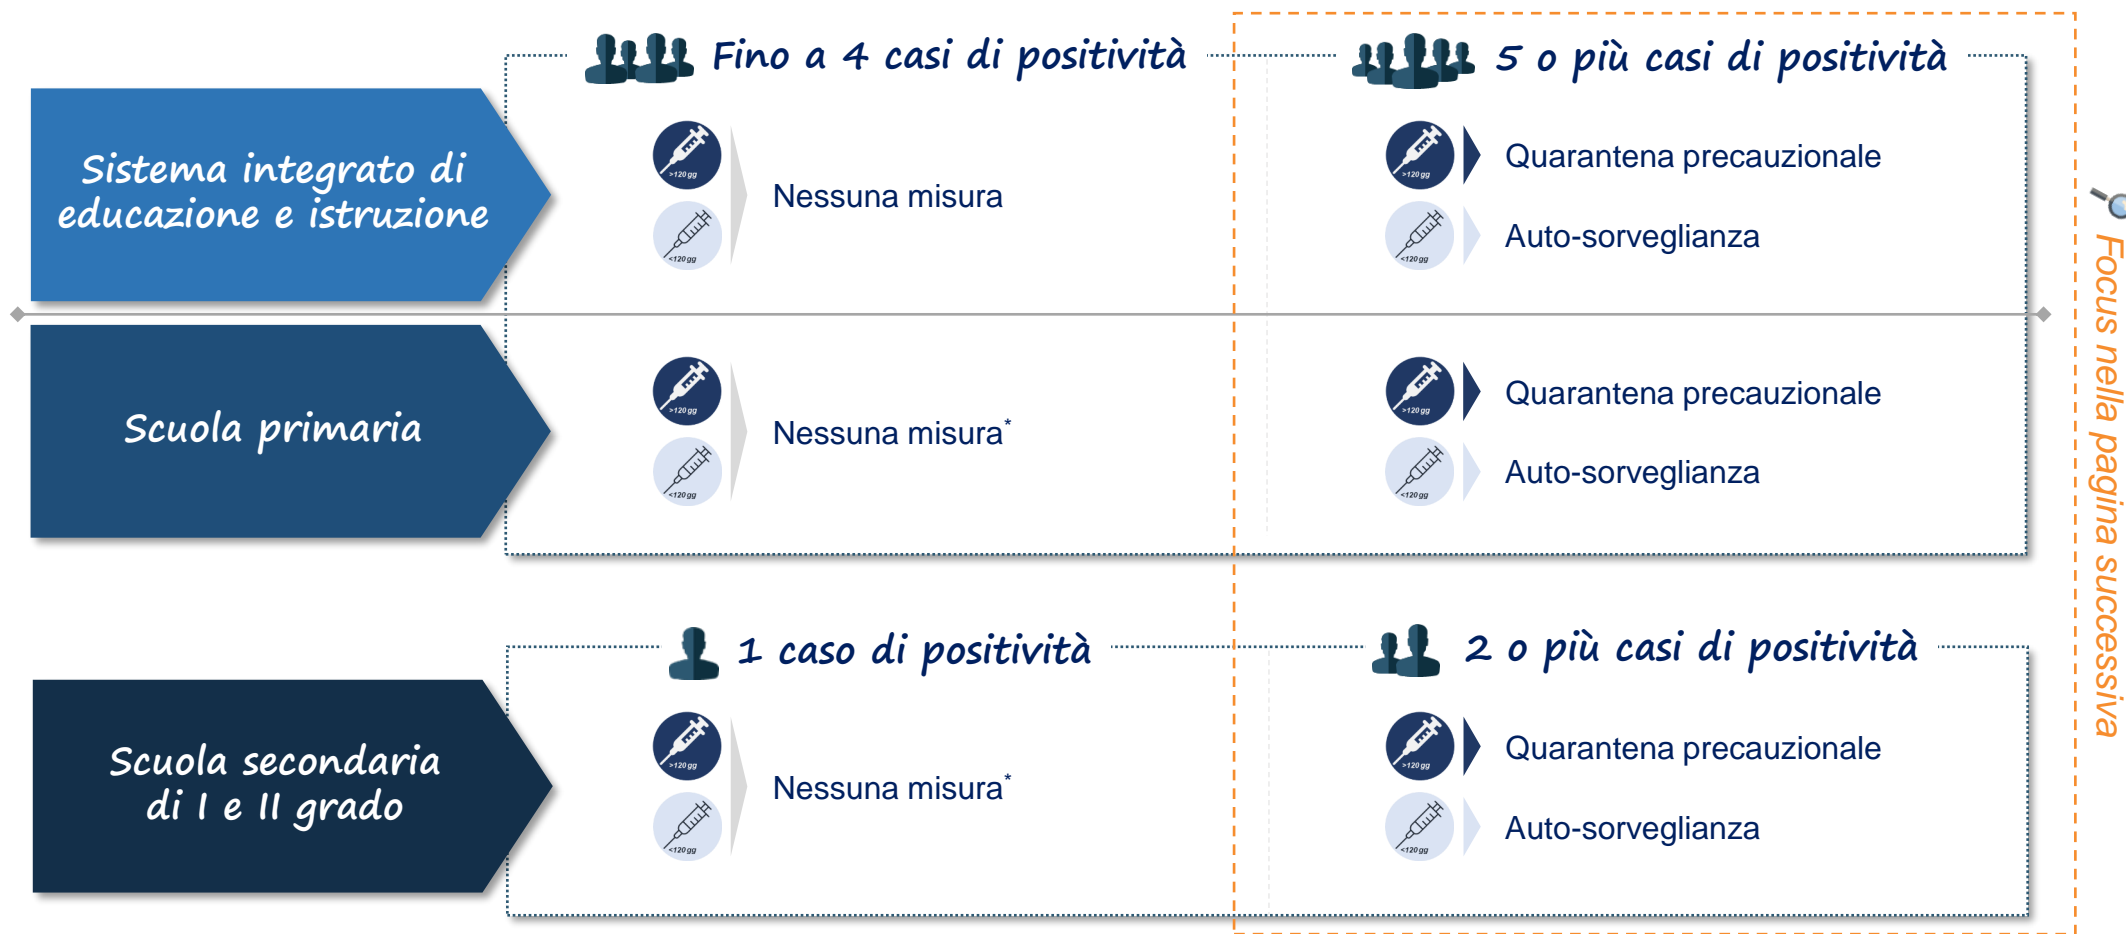 Fino a 4 casi di positività
5 o più casi di positività
Sistema integrato di
educazione e istruzione
>120 gg
<120 gg
Nessuna misura
>120 gg
Quarantena precauzionale
<120 gg
Auto-sorveglianza
Scuola primaria
>120 gg
<120 gg
Nessuna misura*
>120 gg
Quarantena precauzionale
<120 gg
Auto-sorveglianza
1 caso di positività
2 o più casi di positività
Scuola secondaria
di I e II grado
>120 gg
<120 gg
Nessuna misura*
>120 gg
Quarantena precauzionale
<120 gg
Auto-sorveglianza
Focus nella pagina successiva